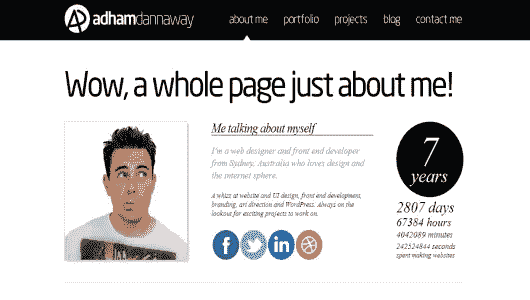 adhamdannaway
about me portfolio projects blog contact me
Wow, a whole page just about me!
Me talking about myself
I'm a web designer and front end developer
from Sydney, Australia who loves design and
the internet sphere.
A whizz at website and UI design, front end development,
branding, art direction and WordPress. Always on the
lookout for exciting projects to work on.
7
years
2807 days
67384 hours
4042089 minutes
242524844 seconds
spent making websites